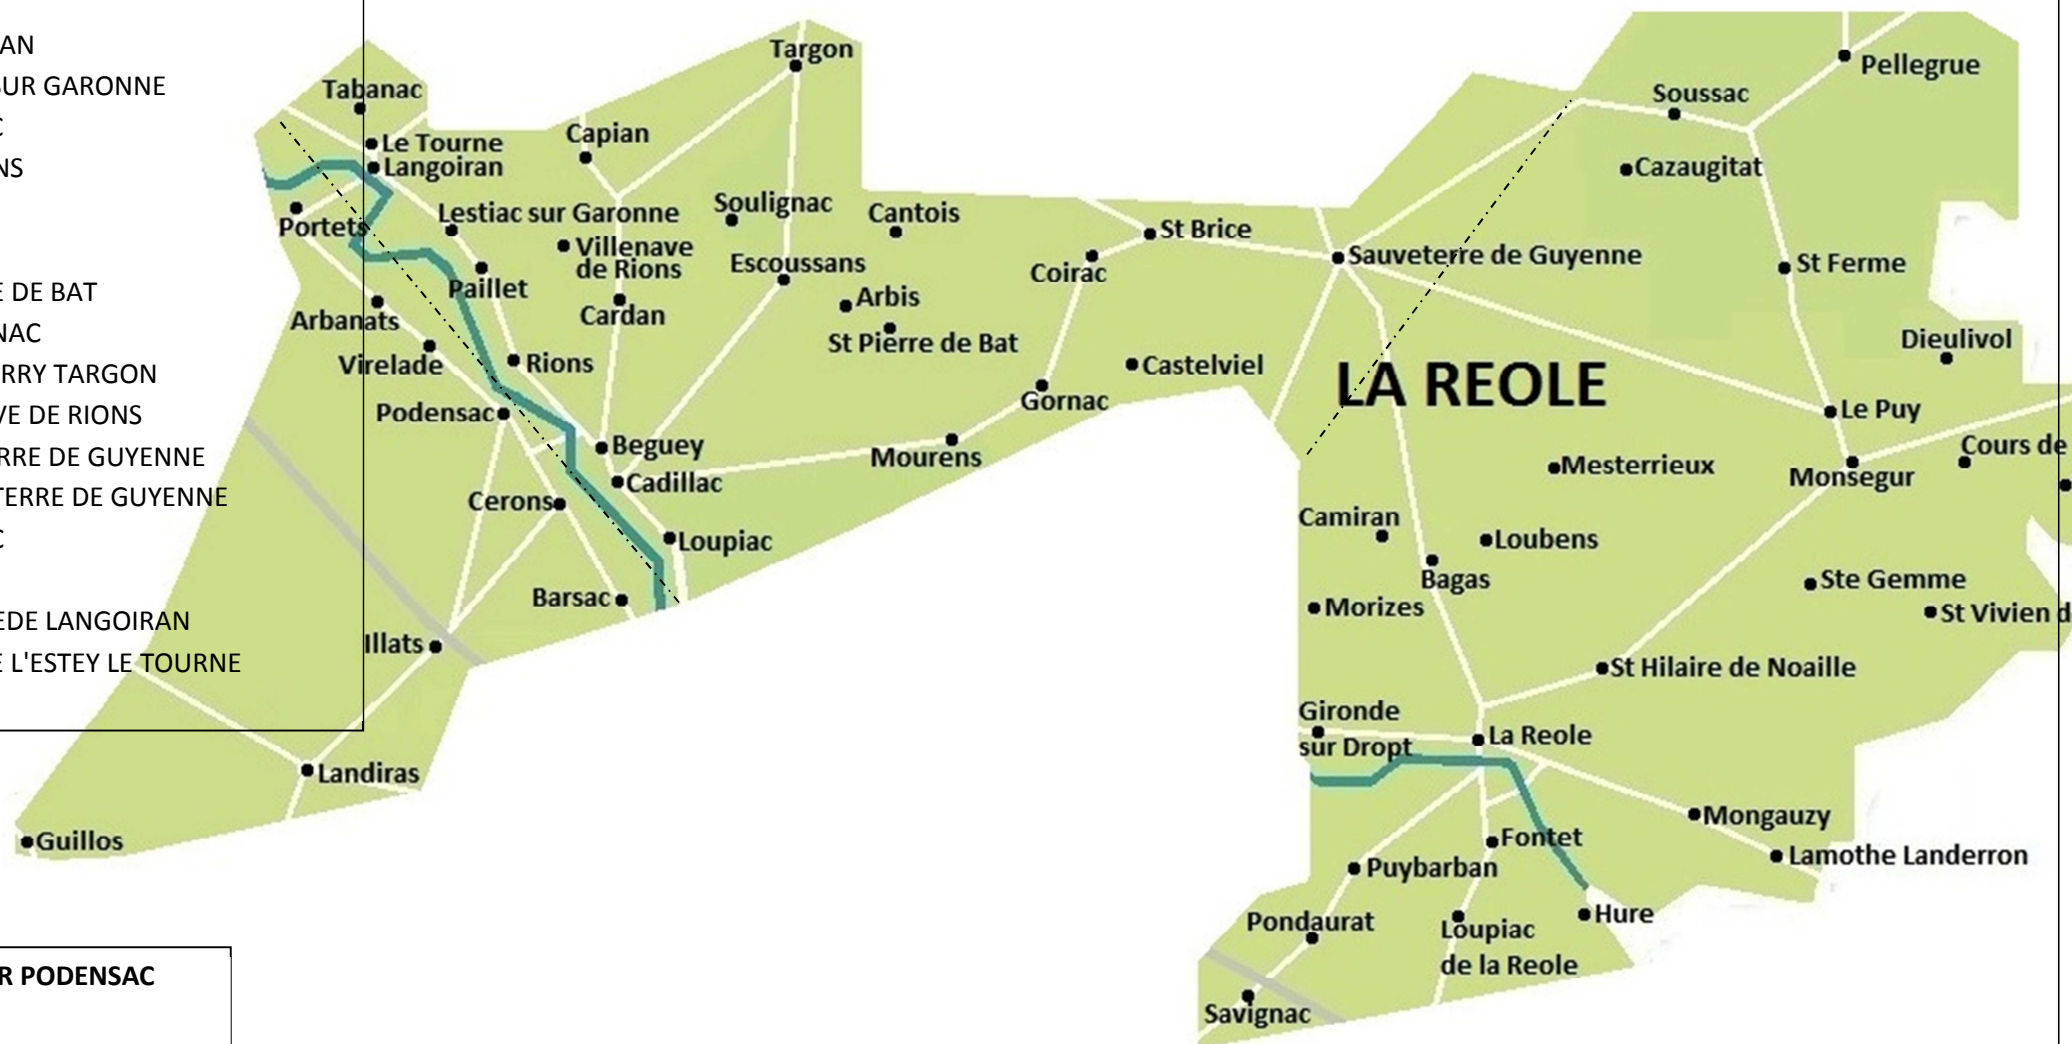 AN
SUR GARONNE
C
NS
E DE BAT
NAC
ERRY TARGON
VE DE RIONS
RRE DE GUYENNE
TERRE DE GUYENNE
C
EDE LANGOIRAN
E L'ESTEY LE TOURNE
R PODENSAC
Targon
Tabanac
Le Tourne
Langoiran
Capian
Portets
Lestiac sur Garonne
Villenave
de Rions
Soulignac
Cantois
Escoussans
Paillet
Cardan
Arbis
St Pierre de Bat
Arbanats
Virelade
Rions
Podensac
Beguey
Cadillac
Cerons
Loupiac
Barsac
Illats
Landiras
Guillos
Mourens
Gornac
Coirac
St Brice
Castelviel
Sauveterre de Guyenne
LA REOLE
Pellegrue
Soussac
Cazaugitat
St Ferme
Dieulivol
Le Puy
Cours de
Monsegur
Mesterrieux
Camiran
Loubens
Bagas
Morizes
Ste Gemme
St Vivien d
St Hilaire de Noaille
Gironde
sur Dropt
La Reole
Mongauzy
Lamothe Landerron
Fontet
Puybarban
Hure
Pondaurat
Loupiac
de la Reole
Savignac